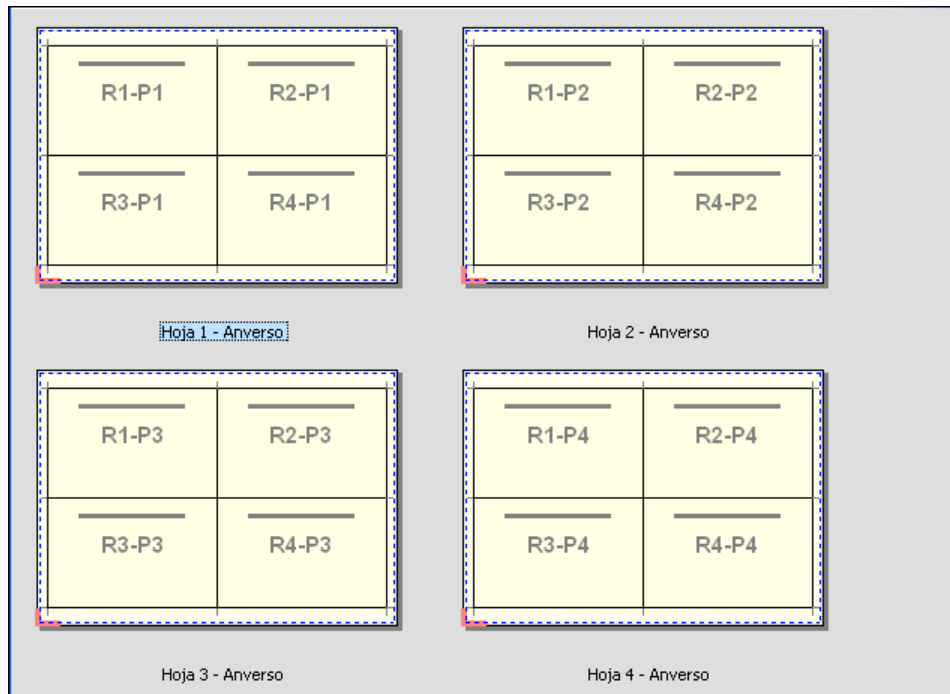 R1-P1 R2-P1 R1-P2 R2-P2
R3-P1 R4-P1 R3-P2 R4-P2
Hoja 1 - Anverso Hoja 2 - Anverso
R1-P3 R2-P3 R1-P4 R2-P4
R3-P3 R4-P3 R3-P4 R4-P4
Hoja 3 - Anverso Hoja 4 - Anverso